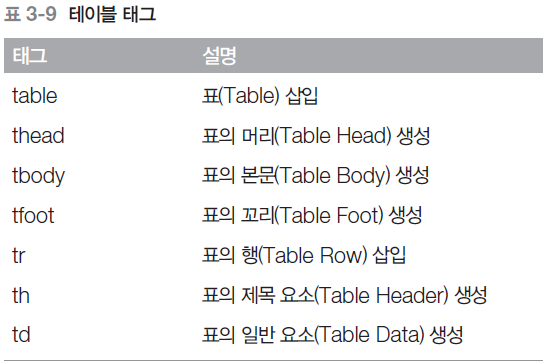 표 3-9 테이블 태그
태그 설명
table 표(Table) 삽입
thead 표의 머리(Table Head) 생성
tbody 표의 본문(Table Body) 생성
tfoot 표의 꼬리(Table Foot) 생성
tr 표의 행(Table Row) 삽입
th 표의 제목 요소(Table Header) 생성
td 표의 일반 요소(Table Data) 생성